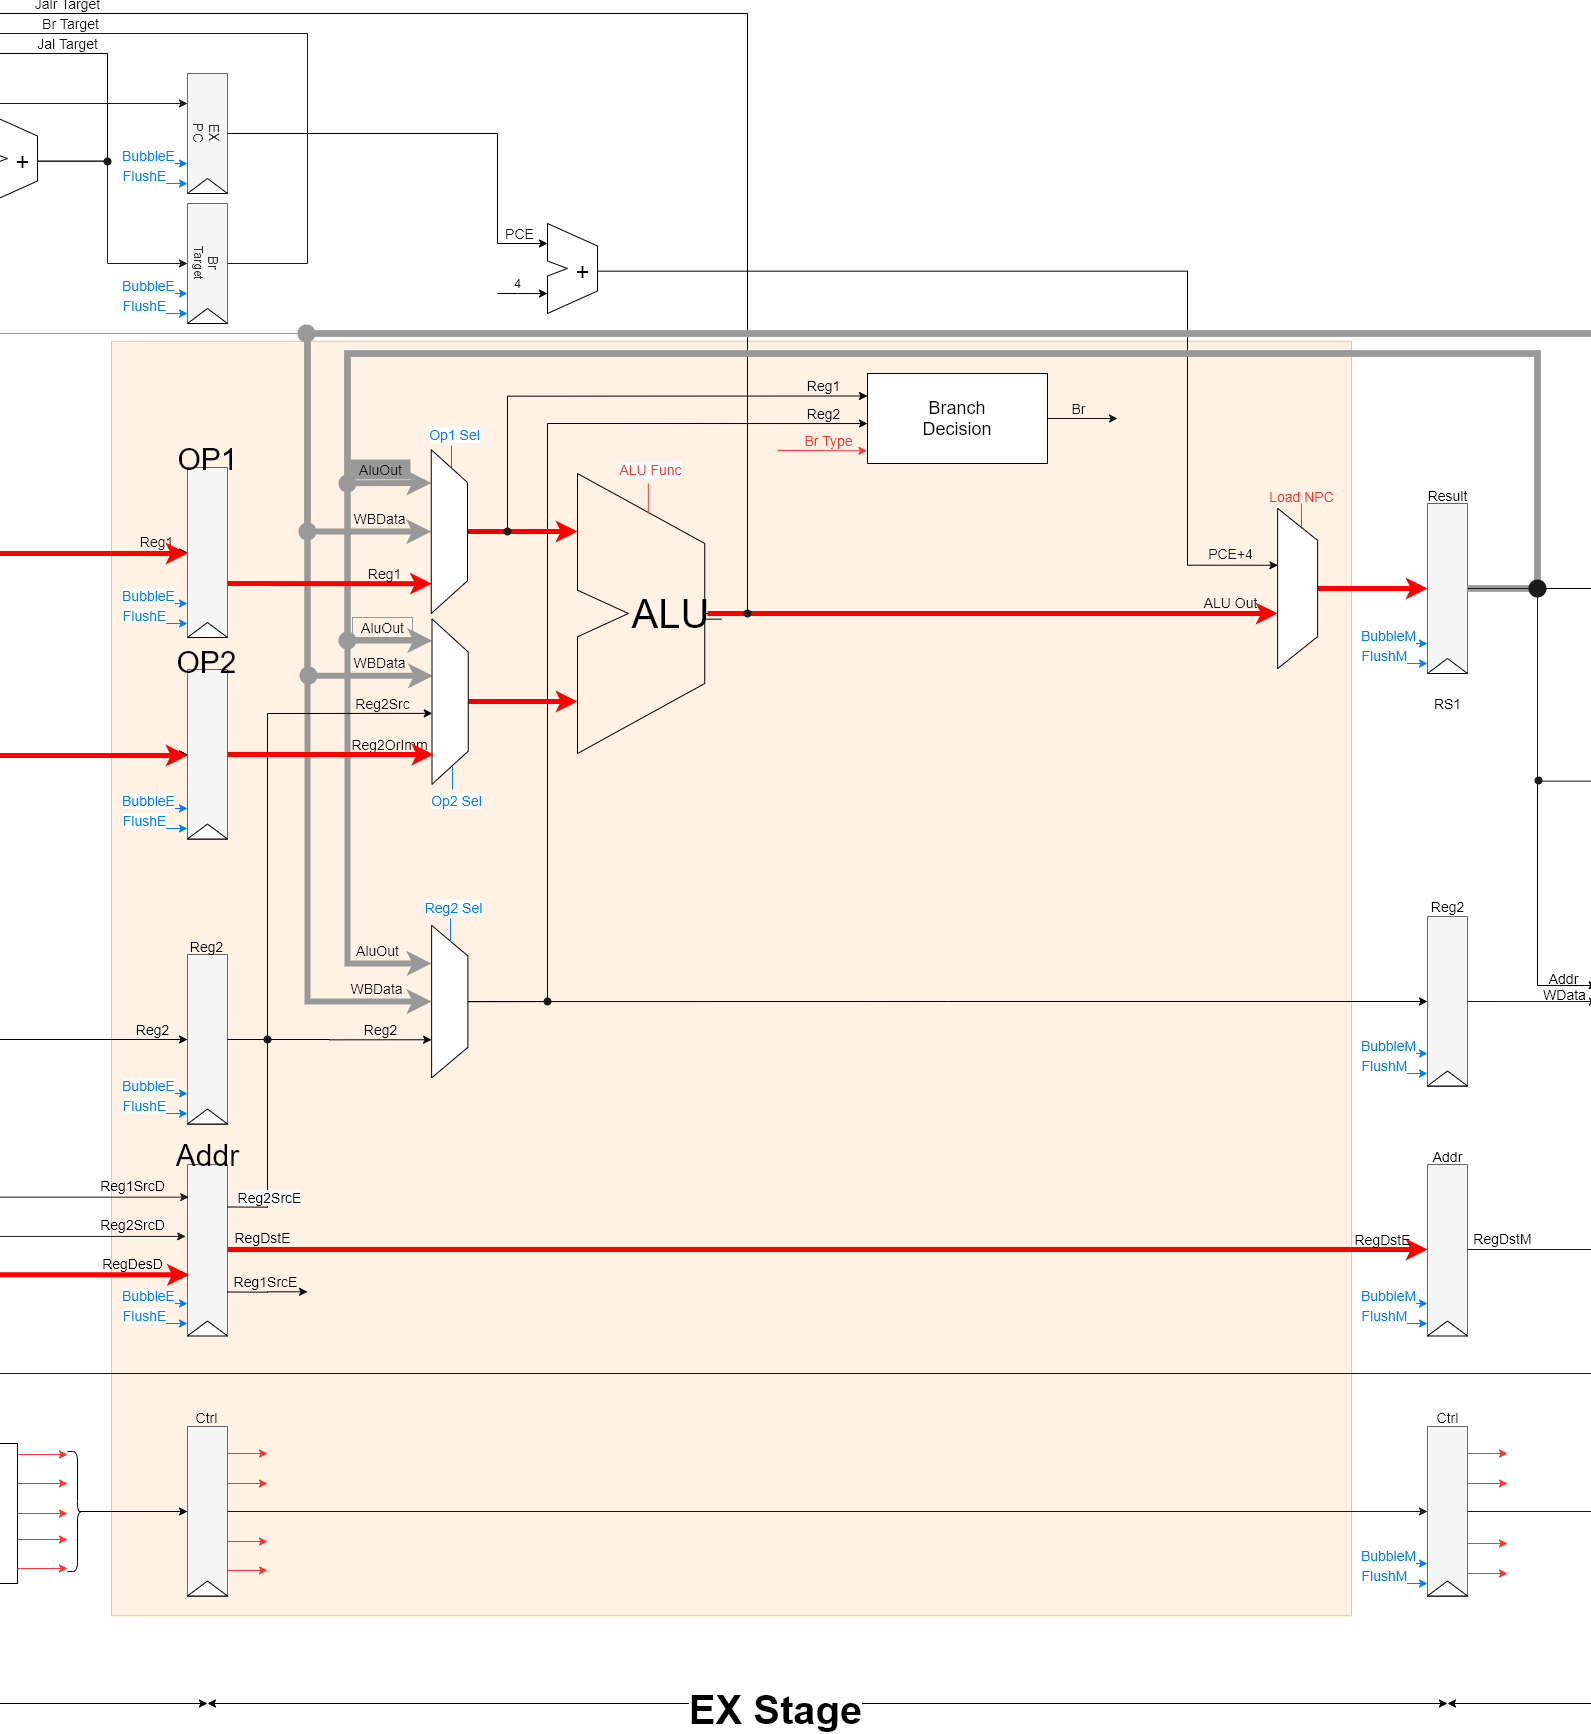 Jalr Target
Br Target
Jal Target
EX
PC
BubbleE
FlushE
+
Br
Target
BubbleE
FlushE
PCE
4
+
Reg1
Reg2
Br Type
Branch
Decision
Br
Op1 Sel
OP1
AluOut
WBData
Reg1
Reg1
BubbleE
FlushE
ALU Func
ALU
Load NPC
PCE+4
ALU Out
Result
BubbleM
FlushM
RS1
OP2
AluOut
WBData
Reg2Src
Reg2OrImm
Op2 Sel
BubbleE
FlushE
Reg2 Sel
Reg2
AluOut
WBData
Reg2
Reg2
BubbleE
FlushE
Reg2
Addr
WData
BubbleM
FlushM
Addr
Reg1SrcD
Reg2SrcE
Reg2SrcD
RegDstE
RegDesD
Reg1SrcE
BubbleE
FlushE
Addr
RegDstE
RegDstM
BubbleM
FlushM
Ctrl
Ctrl
BubbleM
FlushM
EX Stage